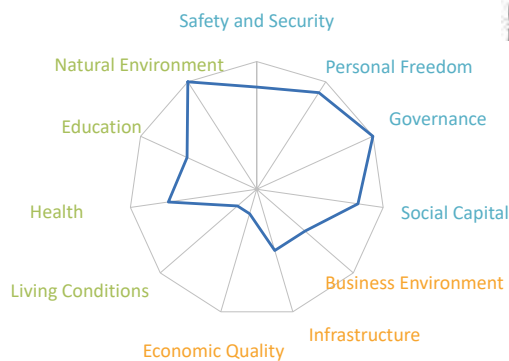 Safety and Security
Personal Freedom
Governance
Social Capital
Business Environment
Infrastructure
Economic Quality
Living Conditions
Health
Education
Natural Environment